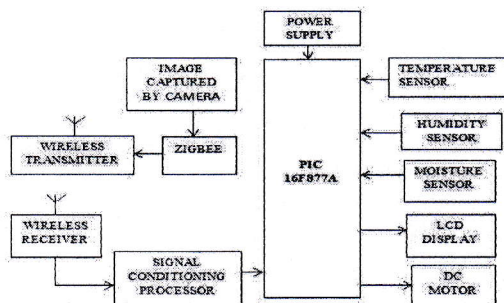 POWER
SUPPLY
IMAGE
CAPTURED
BY CAMERA
TEMPERATURE
SENSOR
HUMIDITY
SENSOR
WIRELESS
TRANSMITTER
ZIGBEE
PIC
16F877A
MOISTURE
SENSOR
WIRELESS
RECEIVER
LCD
DISPLAY
SIGNAL
CONDITIONING
PROCESSOR
DC
MOTOR